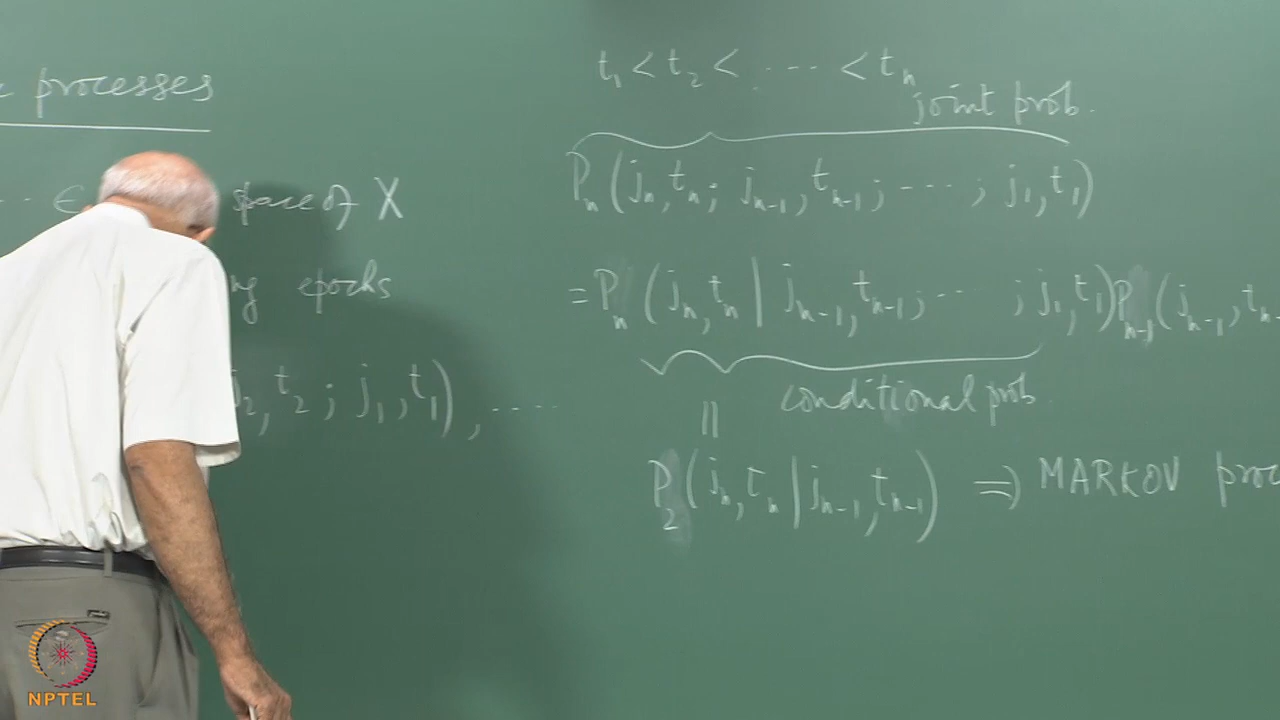 processes
... ∈ space of X
epochs
j₂, t₂ ; j₁, t₁), ....
t₁ < t₂ < ..... < tₙ
joint prob.
Pₙ(jₙ, tₙ; jₙ₋₁, tₙ₋₁; ---- ; j₁, t₁)
= Pₙ(jₙ, tₙ | jₙ₋₁, tₙ₋₁; -- ; j₁, t₁) Pₙ₋₁(jₙ₋₁, tₙ₋
conditional prob.
||
P₂(jₙ, tₙ | jₙ₋₁, tₙ₋₁) ⇒ MARKOV proc
NPTEL